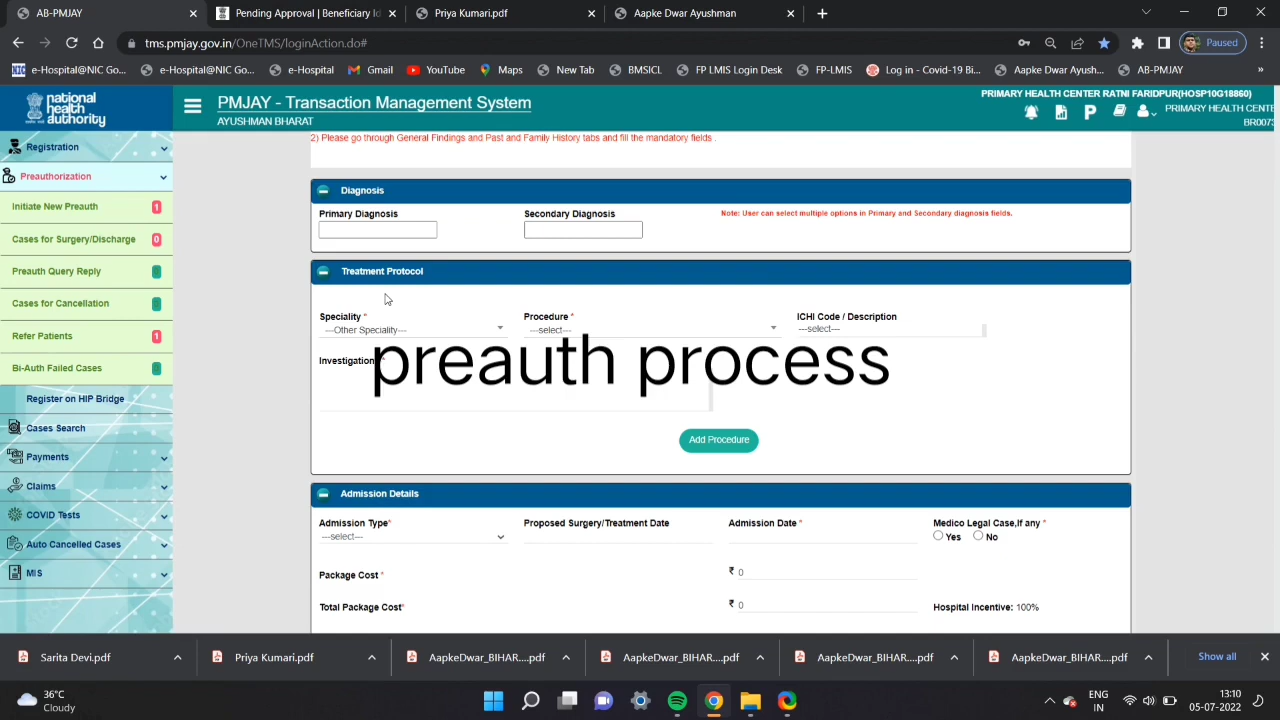 AB-PMJAY
Pending Approval | Beneficiary Id
Priya Kumari.pdf
Aapke Dwar Ayushman
tms.pmjay.gov.in/OneTMS/loginAction.do#
Paused
e-Hospital@NIC Go...
e-Hospital@NIC Go...
e-Hospital
Gmail
YouTube
Maps
New Tab
BMSICL
FP LMIS Login Desk
FP-LMIS
Log in - Covid-19 Bi...
Aapke Dwar Ayush...
AB-PMJAY
»
national
health
authority
PMJAY - Transaction Management System
AYUSHMAN BHARAT
PRIMARY HEALTH CENTER RATNI FARIDPUR(HOSP10G18860)
PRIMARY HEALTH CENTE
BR007
2) Please go through General Findings and Past and Family History tabs and fill the mandatory fields .
Registration
Preauthorization
Initiate New Preauth 1
Cases for Surgery/Discharge 0
Preauth Query Reply
Cases for Cancellation
Refer Patients 1
Bi-Auth Failed Cases
Register on HIP Bridge
Cases Search
Payments
Claims
COVID Tests
Auto Cancelled Cases
MIS
Diagnosis
Primary Diagnosis
Secondary Diagnosis
Note: User can select multiple options in Primary and Secondary diagnosis fields.
Treatment Protocol
Speciality *
Procedure *
ICHI Code / Description
---Other Speciality---
---select---
---select---
Investigation
preauth process
Add Procedure
Admission Details
Admission Type*
Proposed Surgery/Treatment Date
Admission Date *
Medico Legal Case,If any *
---select---
Yes
No
Package Cost *
₹ 0
Total Package Cost*
₹ 0
Hospital Incentive: 100%
Sarita Devi.pdf
Priya Kumari.pdf
AapkeDwar_BIHAR....pdf
AapkeDwar_BIHAR....pdf
AapkeDwar_BIHAR....pdf
AapkeDwar_BIHAR....pdf
Show all
36°C
Cloudy
ENG
IN
13:10
05-07-2022